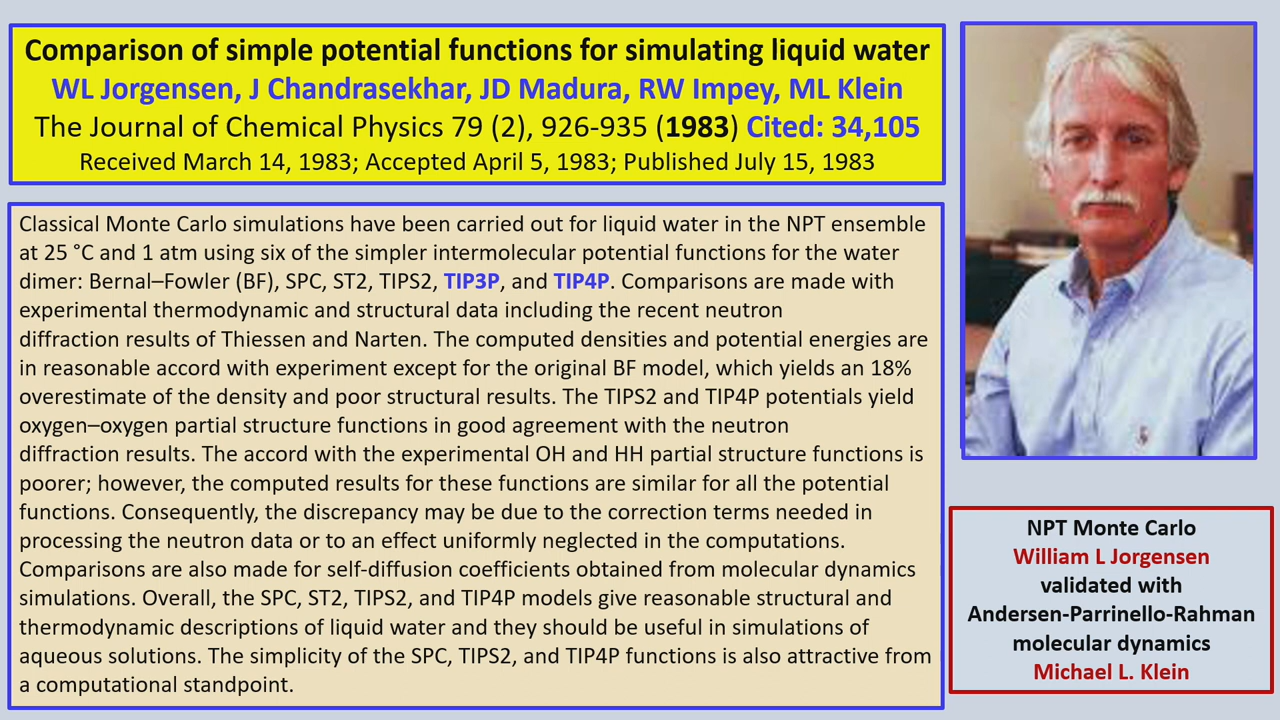 Comparison of simple potential functions for simulating liquid water
WL Jorgensen, J Chandrasekhar, JD Madura, RW Impey, ML Klein
The Journal of Chemical Physics 79 (2), 926-935 (1983) Cited: 34,105
Received March 14, 1983; Accepted April 5, 1983; Published July 15, 1983
Classical Monte Carlo simulations have been carried out for liquid water in the NPT ensemble
at 25 °C and 1 atm using six of the simpler intermolecular potential functions for the water
dimer: Bernal–Fowler (BF), SPC, ST2, TIPS2, TIP3P, and TIP4P. Comparisons are made with
experimental thermodynamic and structural data including the recent neutron
diffraction results of Thiessen and Narten. The computed densities and potential energies are
in reasonable accord with experiment except for the original BF model, which yields an 18%
overestimate of the density and poor structural results. The TIPS2 and TIP4P potentials yield
oxygen–oxygen partial structure functions in good agreement with the neutron
diffraction results. The accord with the experimental OH and HH partial structure functions is
poorer; however, the computed results for these functions are similar for all the potential
functions. Consequently, the discrepancy may be due to the correction terms needed in
processing the neutron data or to an effect uniformly neglected in the computations.
Comparisons are also made for self-diffusion coefficients obtained from molecular dynamics
simulations. Overall, the SPC, ST2, TIPS2, and TIP4P models give reasonable structural and
thermodynamic descriptions of liquid water and they should be useful in simulations of
aqueous solutions. The simplicity of the SPC, TIPS2, and TIP4P functions is also attractive from
a computational standpoint.
NPT Monte Carlo
William L Jorgensen
validated with
Andersen-Parrinello-Rahman
molecular dynamics
Michael L. Klein